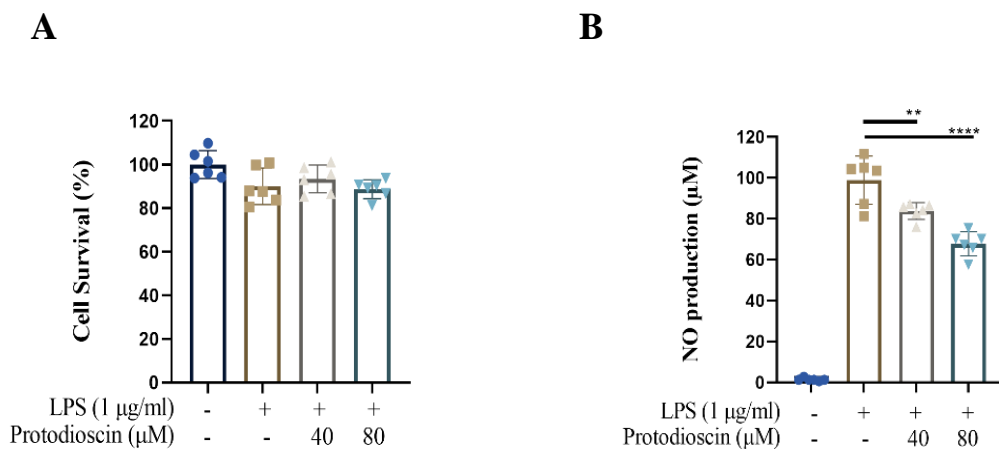 A
B
Cell Survival (%)
120
100
80
60
40
20
0
LPS (1 μg/ml) - + + +
Protodioscin (μM) - - 40 80
NO production (μM)
**
****
120
100
80
60
40
20
0
LPS (1 μg/ml) - + + +
Protodioscin (μM) - - 40 80